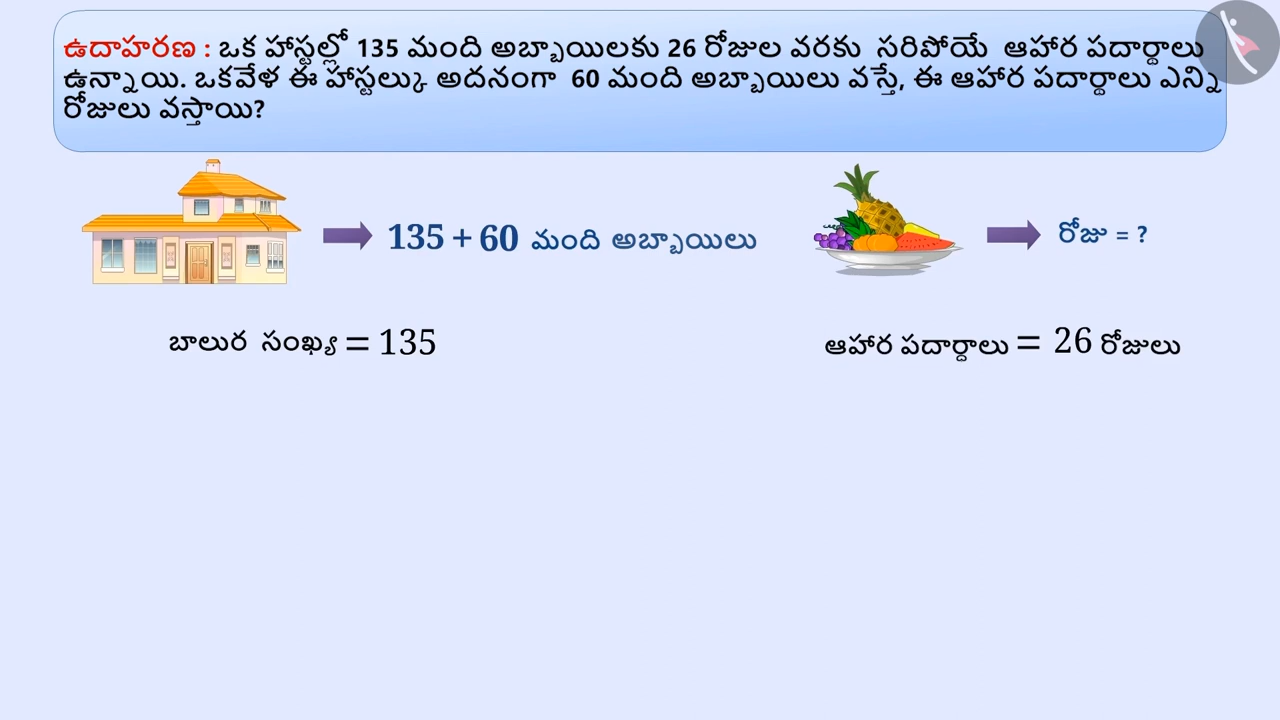 ఉదాహరణ : ఒక హాస్టల్లో 135 మంది అబ్బాయిలకు 26 రోజుల వరకు సరిపోయే ఆహార పదార్థాలు
ఉన్నాయి. ఒకవేళ ఈ హాస్టల్కు అదనంగా 60 మంది అబ్బాయిలు వస్తే, ఈ ఆహార పదార్థాలు ఎన్ని
రోజులు వస్తాయి?
135 + 60 మంది అబ్బాయిలు
రోజు = ?
బాలుర సంఖ్య = 135
ఆహార పదార్థాలు = 26 రోజులు